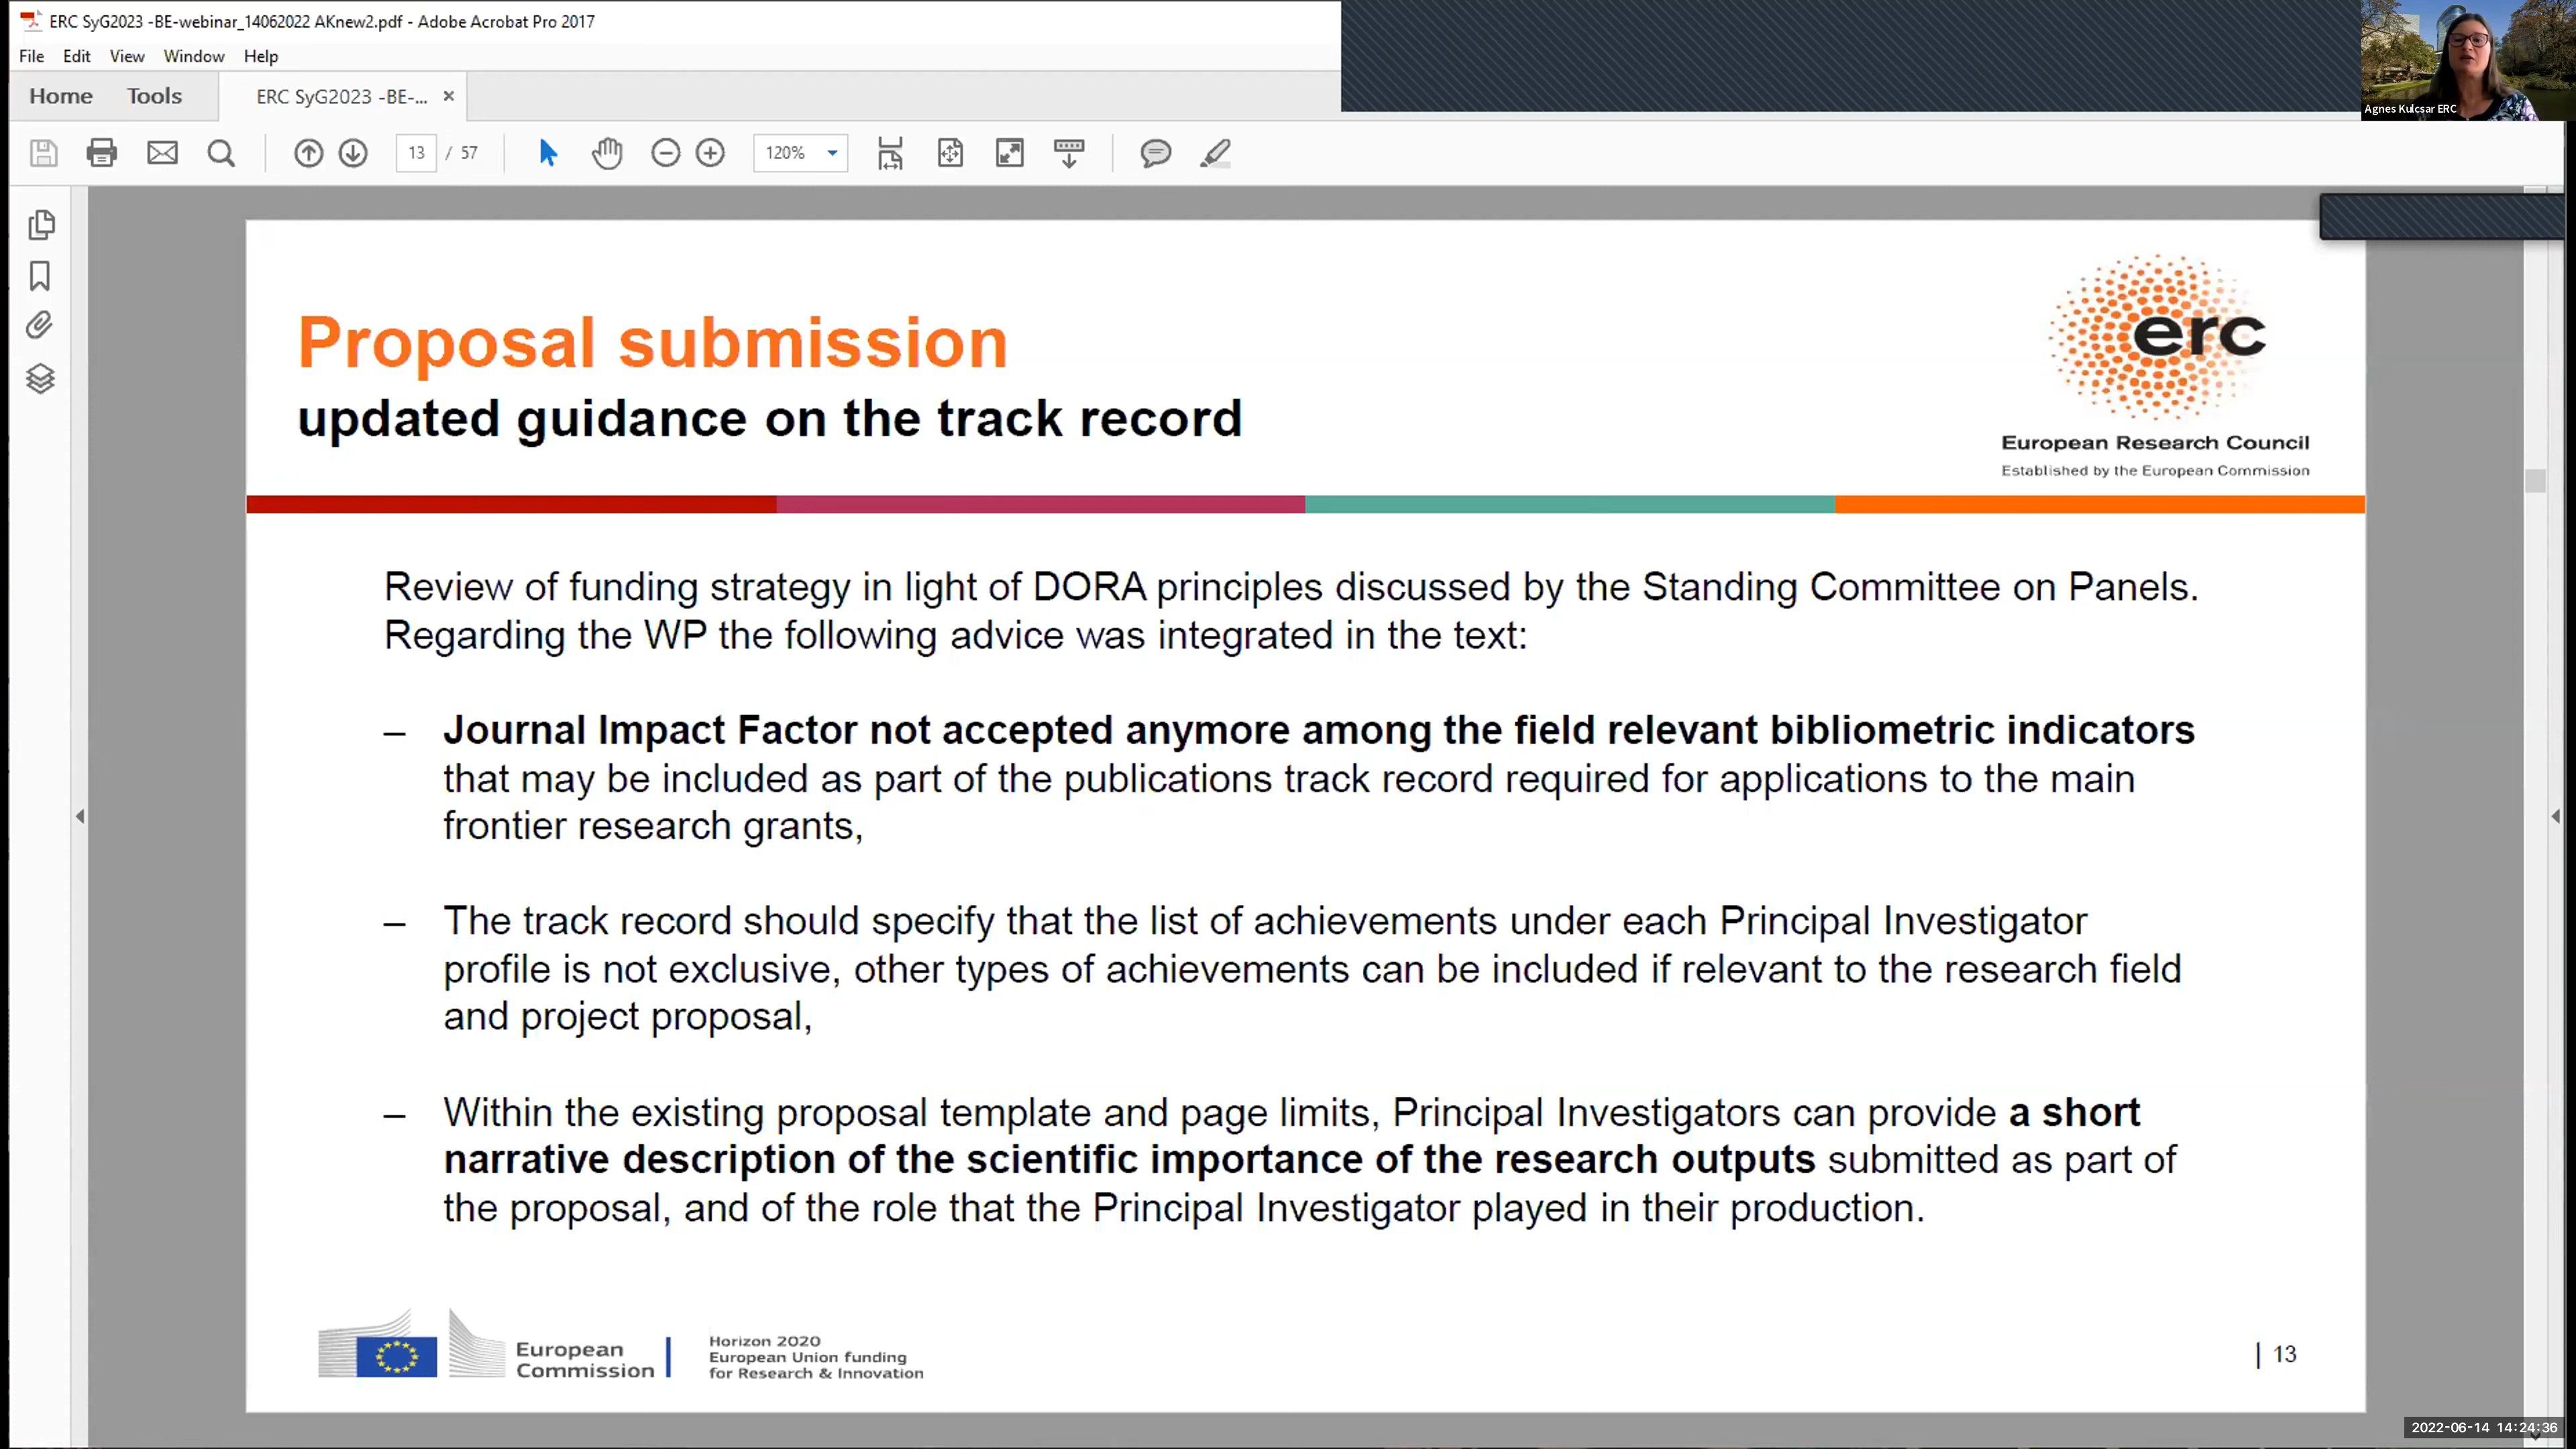 ERC SyG2023 -BE-webinar_14062022 AKnew2.pdf - Adobe Acrobat Pro 2017
File Edit View Window Help
Home Tools ERC SyG2023 -BE-... ×
13 / 57 120%
Agnes Kulcsar ERC
Proposal submission
updated guidance on the track record
erc
European Research Council
Established by the European Commission
Review of funding strategy in light of DORA principles discussed by the Standing Committee on Panels.
Regarding the WP the following advice was integrated in the text:
– Journal Impact Factor not accepted anymore among the field relevant bibliometric indicators
that may be included as part of the publications track record required for applications to the main
frontier research grants,
– The track record should specify that the list of achievements under each Principal Investigator
profile is not exclusive, other types of achievements can be included if relevant to the research field
and project proposal,
– Within the existing proposal template and page limits, Principal Investigators can provide a short
narrative description of the scientific importance of the research outputs submitted as part of
the proposal, and of the role that the Principal Investigator played in their production.
European
Commission
Horizon 2020
European Union funding
for Research & Innovation
| 13
2022-06-14 14:24:36